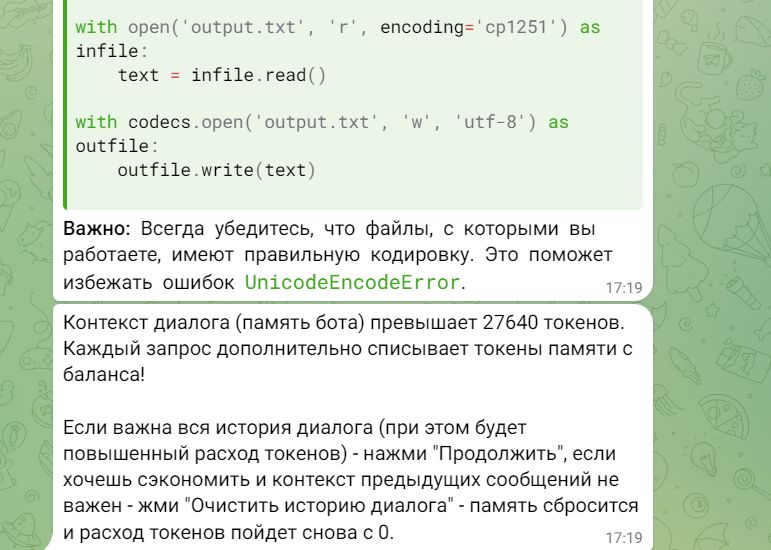 with open('output.txt', 'r', encoding='cp1251') as
infile:
    text = infile.read()
with codecs.open('output.txt', 'w', 'utf-8') as
outfile:
    outfile.write(text)
Важно: Всегда убедитесь, что файлы, с которыми вы
работаете, имеют правильную кодировку. Это поможет
избежать ошибок UnicodeEncodeError.
17:19
Контекст диалога (память бота) превышает 27640 токенов.
Каждый запрос дополнительно списывает токены памяти с
баланса!
Если важна вся история диалога (при этом будет
повышенный расход токенов) - нажми "Продолжить", если
хочешь сэкономить и контекст предыдущих сообщений не
важен - жми "Очистить историю диалога" - память сбросится
и расход токенов пойдет снова с 0.
17:19